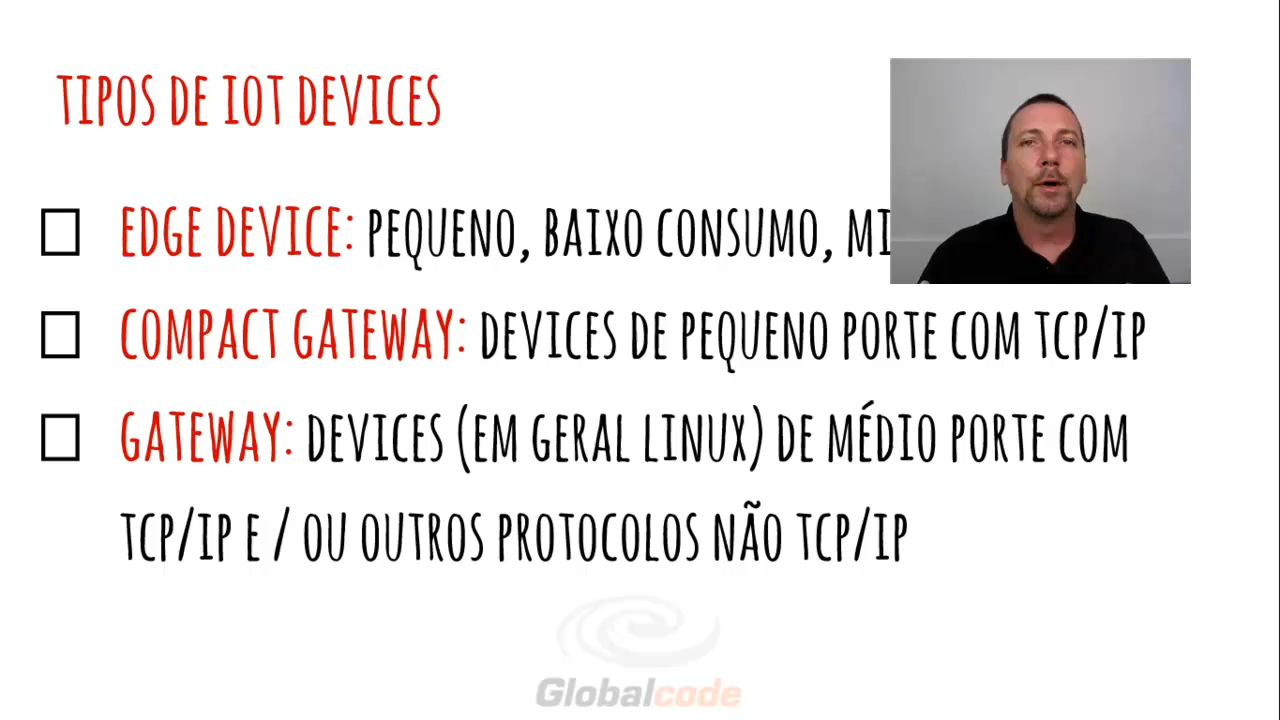 TIPOS DE IOT DEVICES
EDGE DEVICE: PEQUENO, BAIXO CONSUMO,
COMPACT GATEWAY: DEVICES DE PEQUENO PORTE COM TCP/IP
GATEWAY: DEVICES (EM GERAL LINUX) DE MÉDIO PORTE COM
TCP/IP E / OU OUTROS PROTOCOLOS NÃO TCP/IP
Globalcode